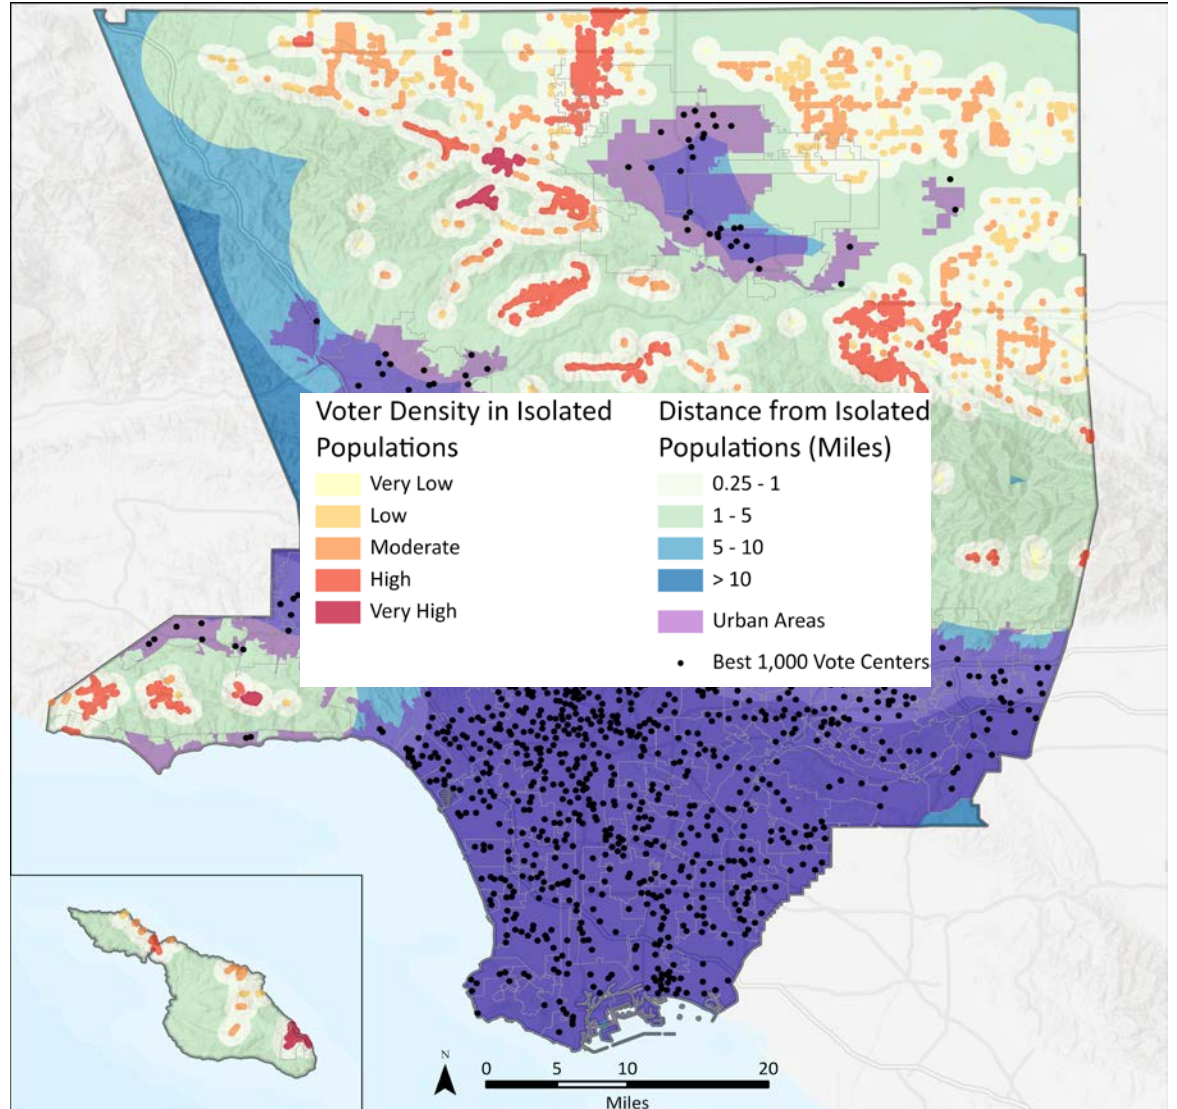 Voter Density in Isolated
Populations
Very Low
Low
Moderate
High
Very High
Distance from Isolated
Populations (Miles)
0.25 - 1
1 - 5
5 - 10
> 10
Urban Areas
Best 1,000 Vote Centers
N
0 5 10 20
Miles